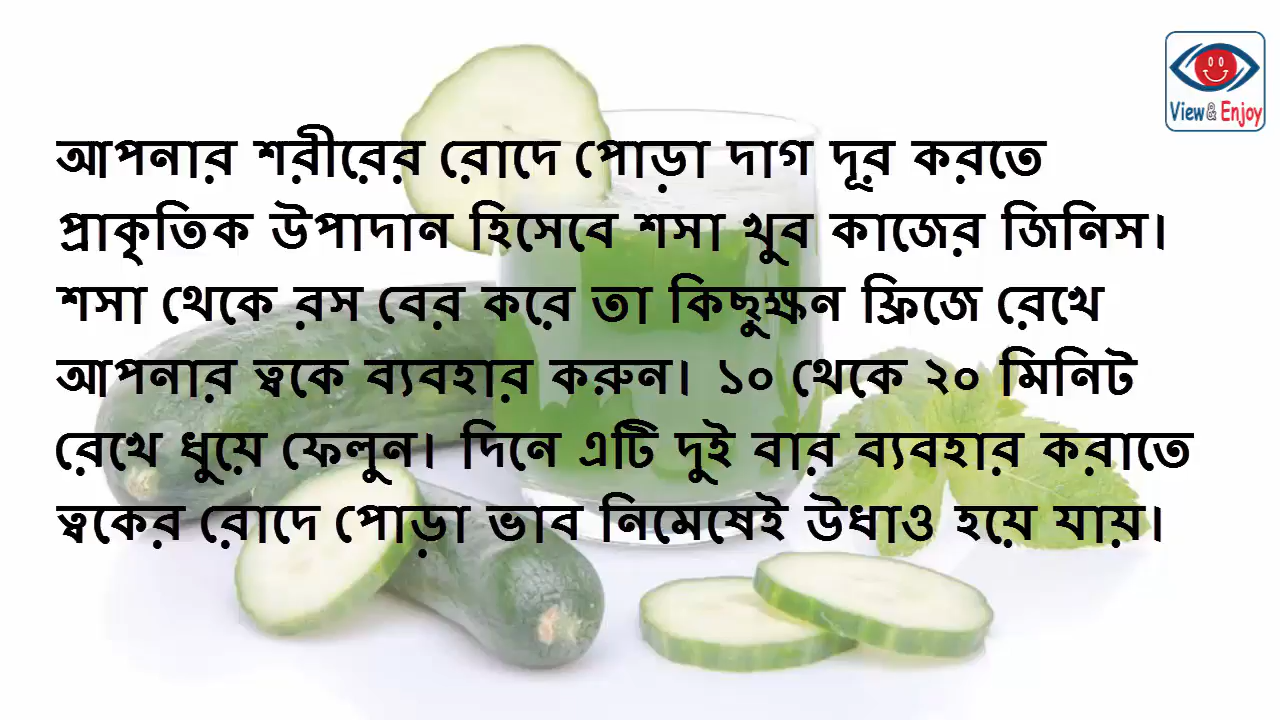 View & Enjoy
আপনার শরীরের রোদে পোড়া দাগ দূর করতে
প্রাকৃতিক উপাদান হিসেবে শসা খুব কাজের জিনিস।
শসা থেকে রস বের করে তা কিছুক্ষন ফ্রিজে রেখে
আপনার ত্বকে ব্যবহার করুন। ১০ থেকে ২০ মিনিট
রেখে ধুয়ে ফেলুন। দিনে এটি দুই বার ব্যবহার করাতে
ত্বকের রোদে পোড়া ভাব নিমেষেই উধাও হয়ে যায়।